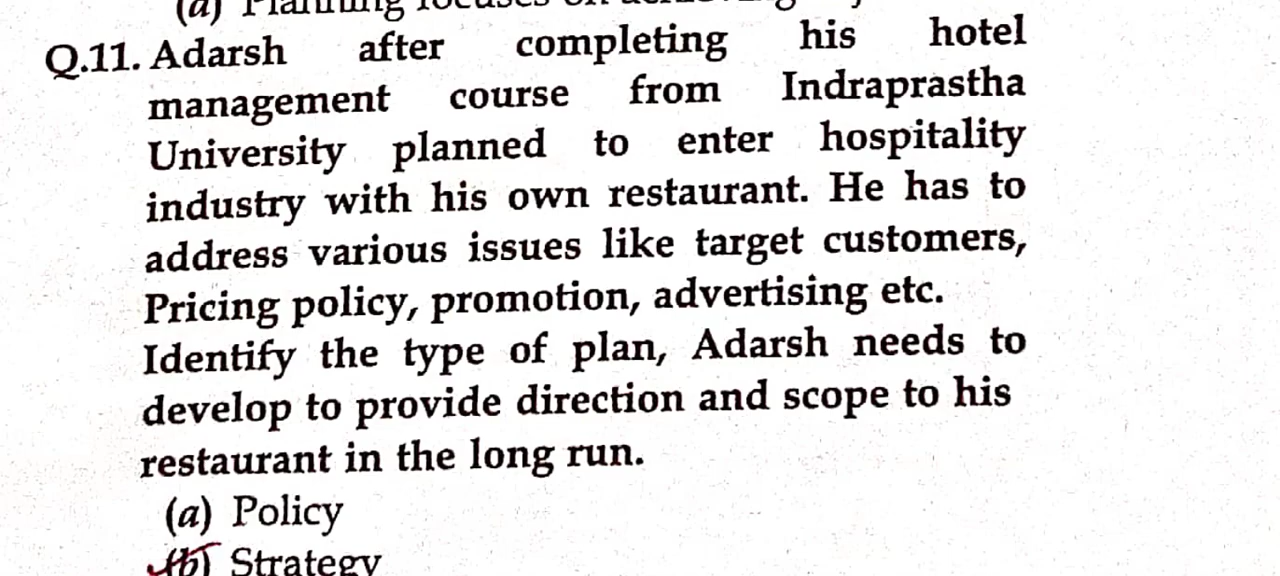 (a) Planning focuses on
Q.11. Adarsh after completing his hotel
management course from Indraprastha
University planned to enter hospitality
industry with his own restaurant. He has to
address various issues like target customers,
Pricing policy, promotion, advertising etc.
Identify the type of plan, Adarsh needs to
develop to provide direction and scope to his
restaurant in the long run.
(a) Policy
(b) Strategy